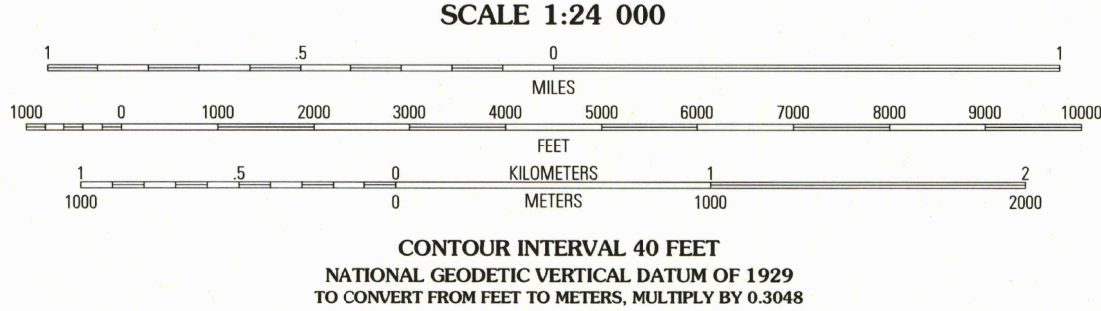 SCALE 1:24 000
1 .5 0 1
MILES
1000 0 1000 2000 3000 4000 5000 6000 7000 8000 9000 10000
FEET
1 .5 0 KILOMETERS 1 2
1000 0 METERS 1000 2000
CONTOUR INTERVAL 40 FEET
NATIONAL GEODETIC VERTICAL DATUM OF 1929
TO CONVERT FROM FEET TO METERS, MULTIPLY BY 0.3048